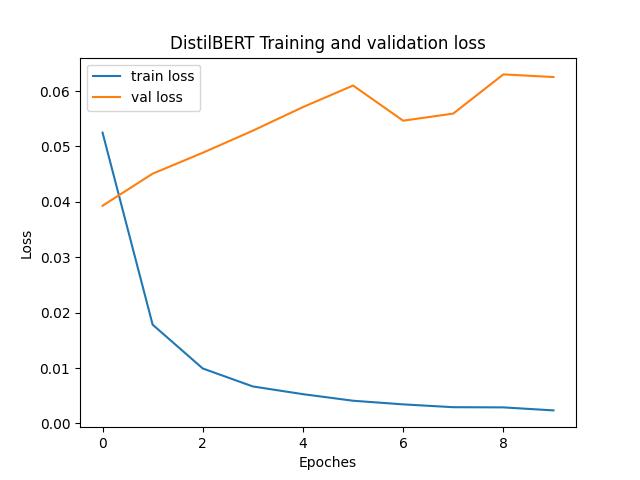 DistilBERT Training and validation loss
train loss
val loss
0.06
0.05
0.04
0.03
0.02
0.01
0.00
Loss
0 2 4 6 8
Epoches